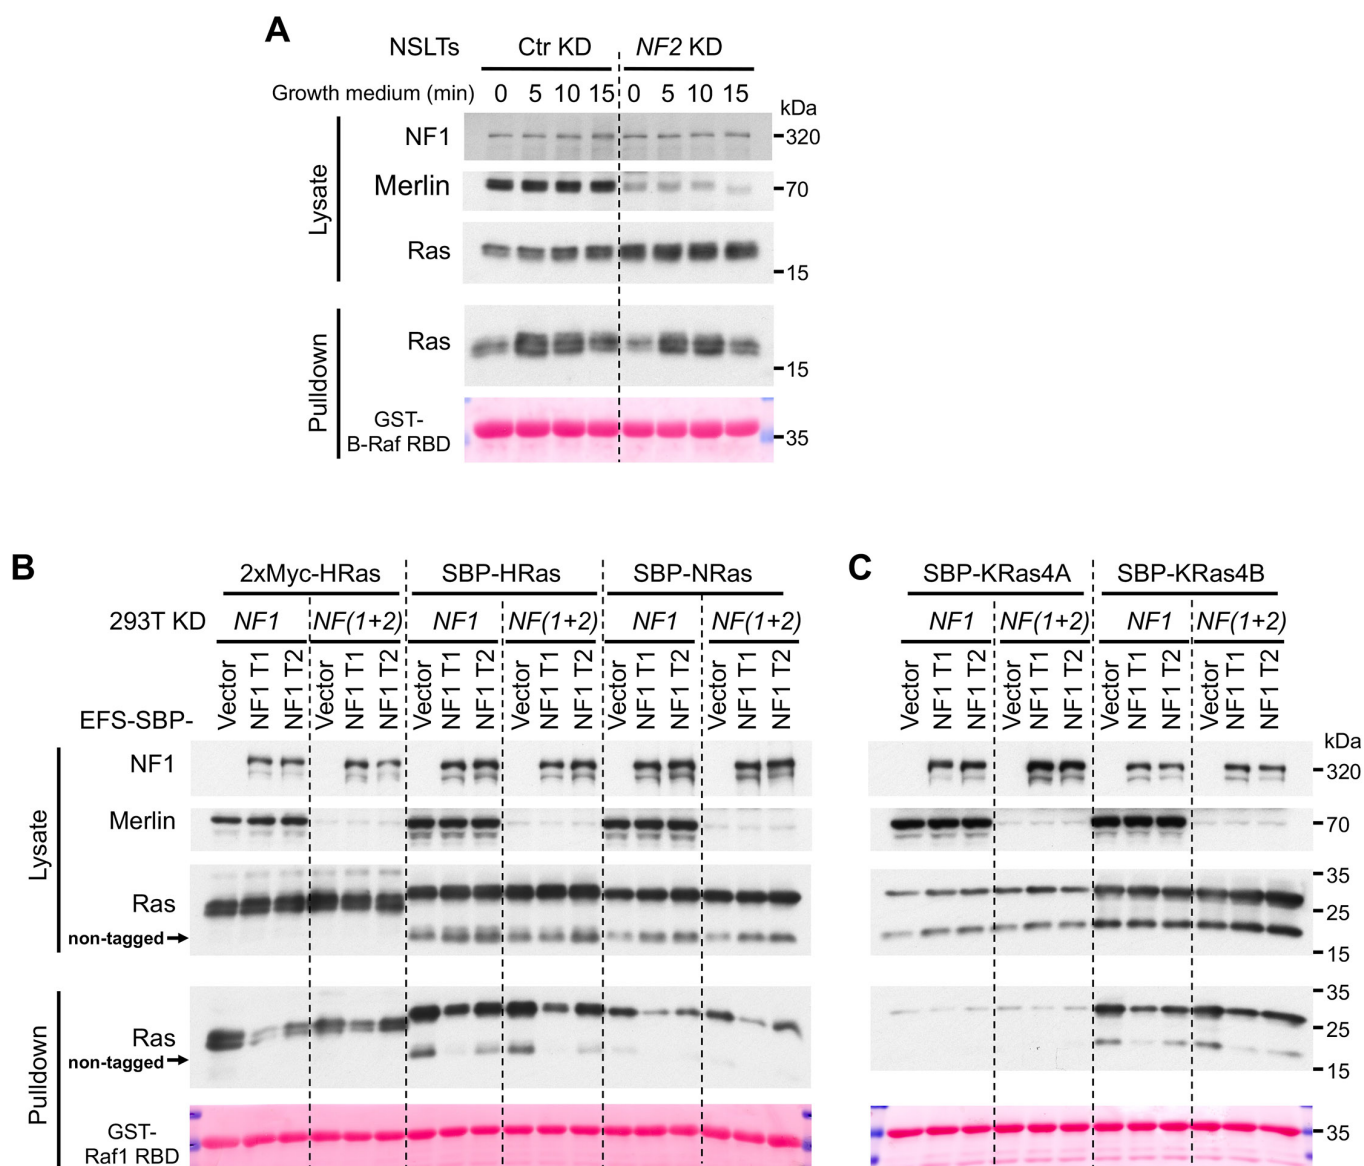 A
NSLTs Ctr KD NF2 KD
Growth medium (min) 0 5 10 15 0 5 10 15
kDa
Lysate
NF1 320
Merlin 70
Ras
15
Pulldown
Ras
15
GST-
B-Raf RBD 35
B
2xMyc-HRas SBP-HRas SBP-NRas
293T KD NF1 NF(1+2) NF1 NF(1+2) NF1 NF(1+2)
EFS-SBP- Vector NF1 T1 NF1 T2 Vector NF1 T1 NF1 T2 Vector NF1 T1 NF1 T2 Vector NF1 T1 NF1 T2 Vector NF1 T1 NF1 T2 Vector NF1 T1 NF1 T2
Lysate
NF1
Merlin
Ras
non-tagged
Pulldown
Ras
non-tagged
GST-
Raf1 RBD
C
SBP-KRas4A SBP-KRas4B
NF1 NF(1+2) NF1 NF(1+2)
Vector NF1 T1 NF1 T2 Vector NF1 T1 NF1 T2 Vector NF1 T1 NF1 T2 Vector NF1 T1 NF1 T2
kDa
320
70
35
25
15
35
25
15
35